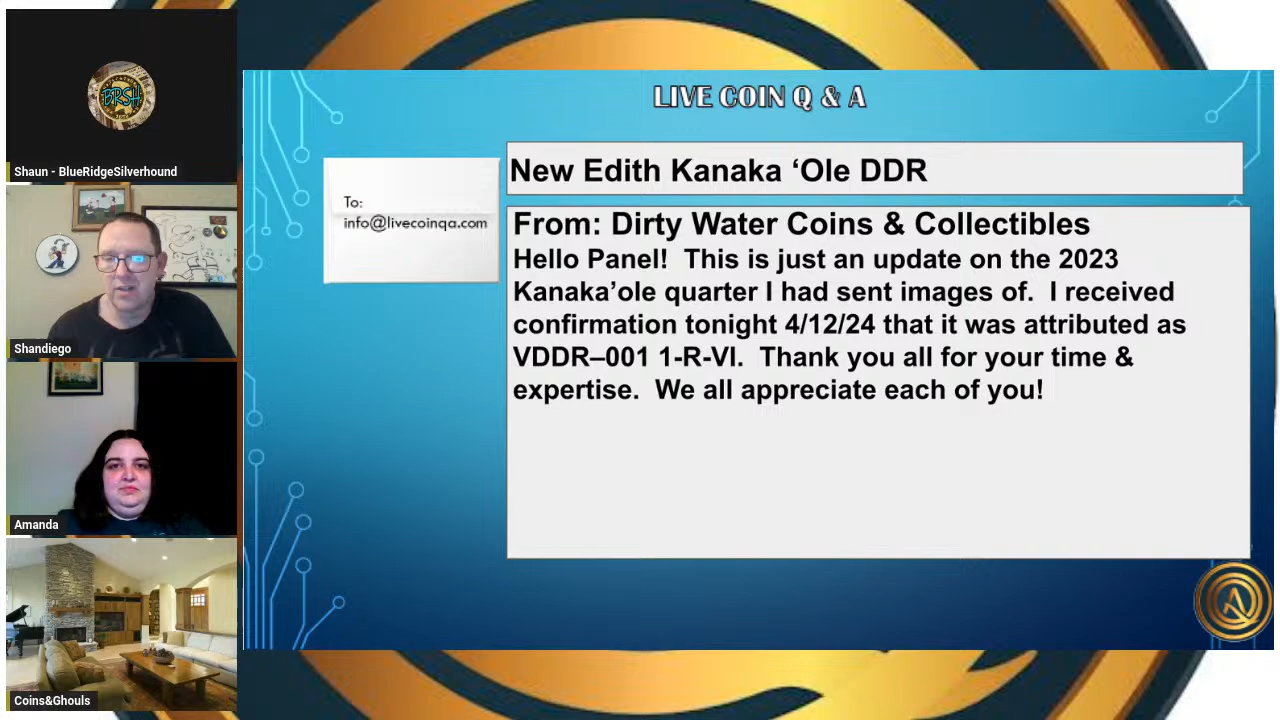 BRSH
Shaun - BlueRidgeSilverhound
Shandiego
Amanda
Coins&Ghouls
LIVE COIN Q & A
To:
info@livecoinqa.com
New Edith Kanaka ‘Ole DDR
From: Dirty Water Coins & Collectibles
Hello Panel!  This is just an update on the 2023
Kanaka’ole quarter I had sent images of.  I received
confirmation tonight 4/12/24 that it was attributed as
VDDR–001 1-R-VI.  Thank you all for your time &
expertise.  We all appreciate each of you!